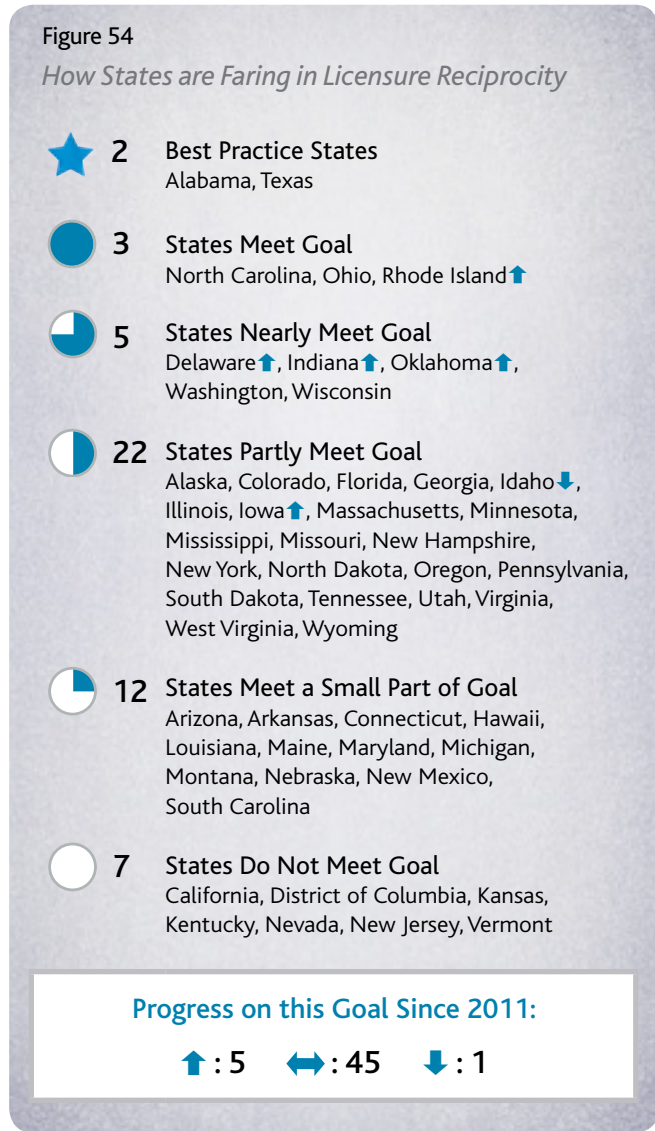 Figure 54
How States are Faring in Licensure Reciprocity
2 Best Practice States
Alabama, Texas
3 States Meet Goal
North Carolina, Ohio, Rhode Island⬆
5 States Nearly Meet Goal
Delaware⬆, Indiana⬆, Oklahoma⬆,
Washington, Wisconsin
22 States Partly Meet Goal
Alaska, Colorado, Florida, Georgia, Idaho⬇,
Illinois, Iowa⬆, Massachusetts, Minnesota,
Mississippi, Missouri, New Hampshire,
New York, North Dakota, Oregon, Pennsylvania,
South Dakota, Tennessee, Utah, Virginia,
West Virginia, Wyoming
12 States Meet a Small Part of Goal
Arizona, Arkansas, Connecticut, Hawaii,
Louisiana, Maine, Maryland, Michigan,
Montana, Nebraska, New Mexico,
South Carolina
7 States Do Not Meet Goal
California, District of Columbia, Kansas,
Kentucky, Nevada, New Jersey, Vermont
Progress on this Goal Since 2011:
⬆ : 5 ⬌ : 45 ⬇ : 1